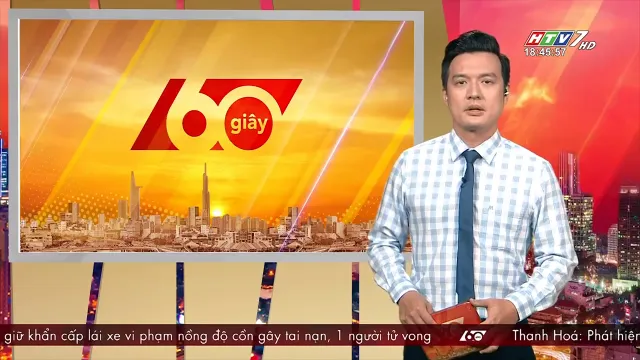 HTV7 HD
18:45:57
60 giây
giữ khẩn cấp lái xe vi phạm nồng độ cồn gây tai nạn, 1 người tử vong 60 Thanh Hoá: Phát hiện